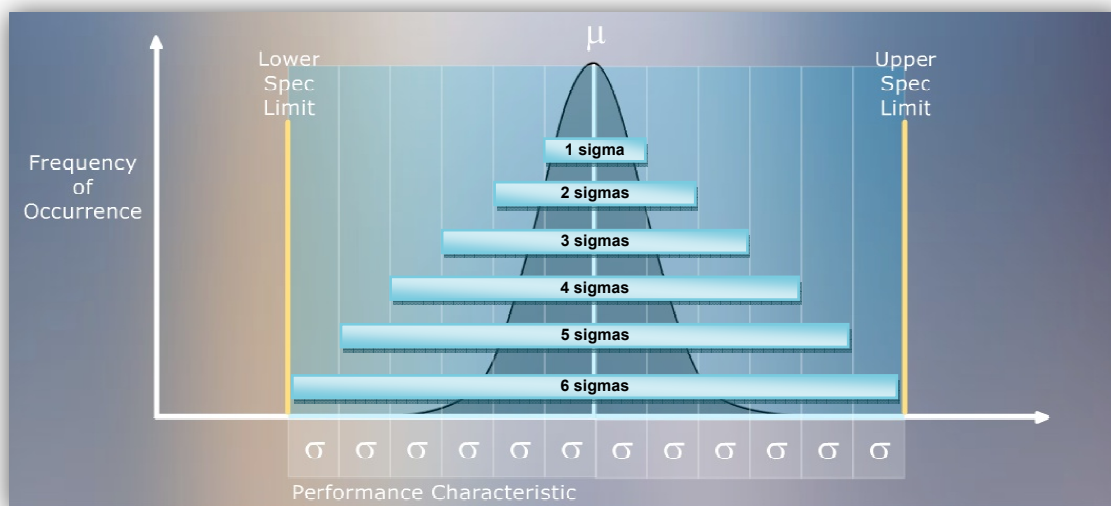 μ
Lower
Spec
Limit
Upper
Spec
Limit
Frequency
of
Occurrence
1 sigma
2 sigmas
3 sigmas
4 sigmas
5 sigmas
6 sigmas
σ σ σ σ σ σ σ σ σ σ σ σ
Performance Characteristic